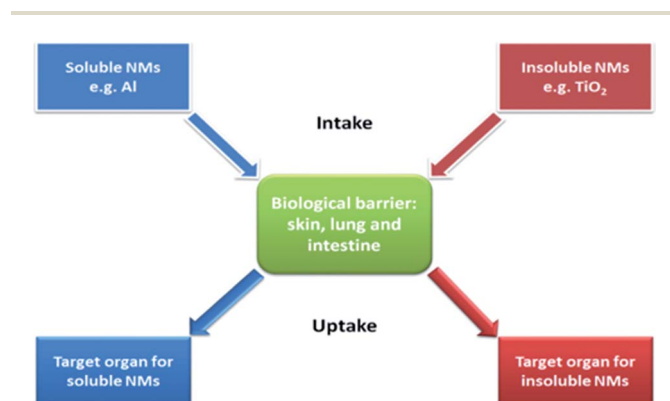 Soluble NMs
e.g. Al
Insoluble NMs
e.g. TiO₂
Intake
Biological barrier:
skin, lung and
intestine
Uptake
Target organ for
soluble NMs
Target organ for
insoluble NMs